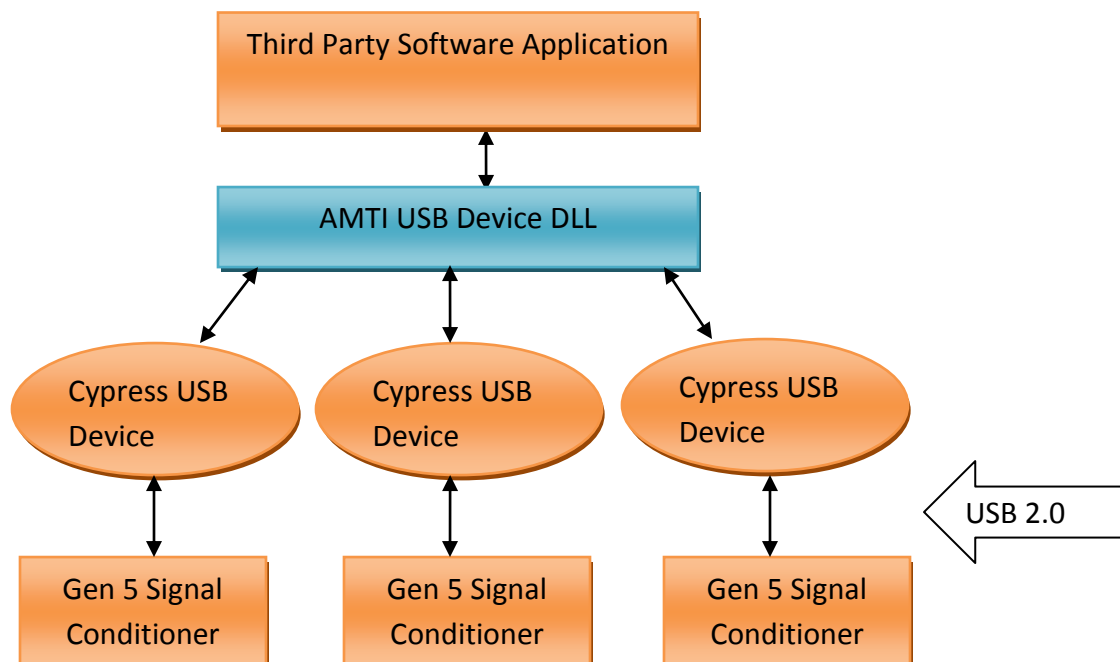 Third Party Software Application
AMTI USB Device DLL
Cypress USB
Device
Cypress USB
Device
Cypress USB
Device
USB 2.0
Gen 5 Signal
Conditioner
Gen 5 Signal
Conditioner
Gen 5 Signal
Conditioner